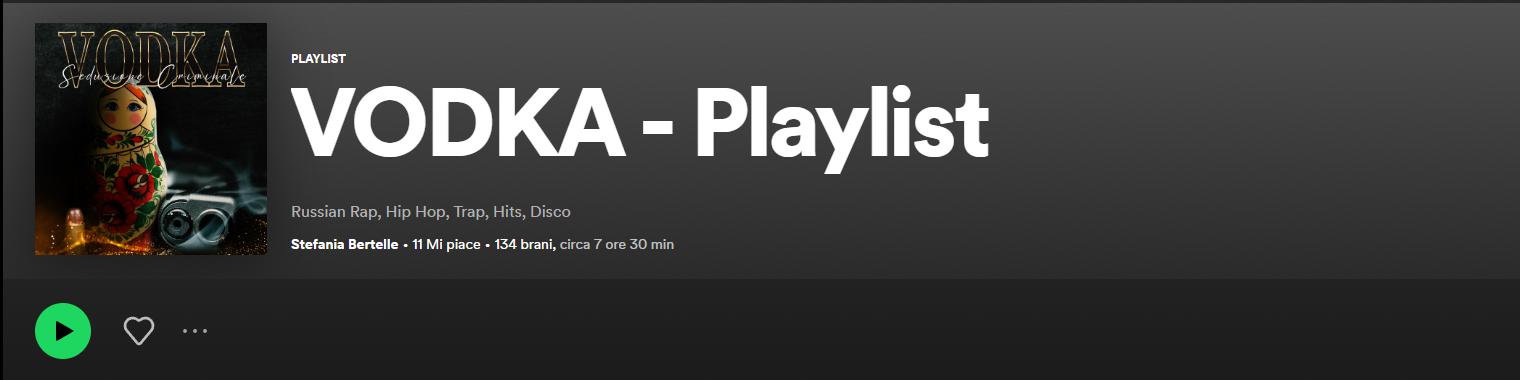 VODKA
Seduzione Criminale
PLAYLIST
VODKA - Playlist
Russian Rap, Hip Hop, Trap, Hits, Disco
Stefania Bertelle • 11 Mi piace • 134 brani, circa 7 ore 30 min